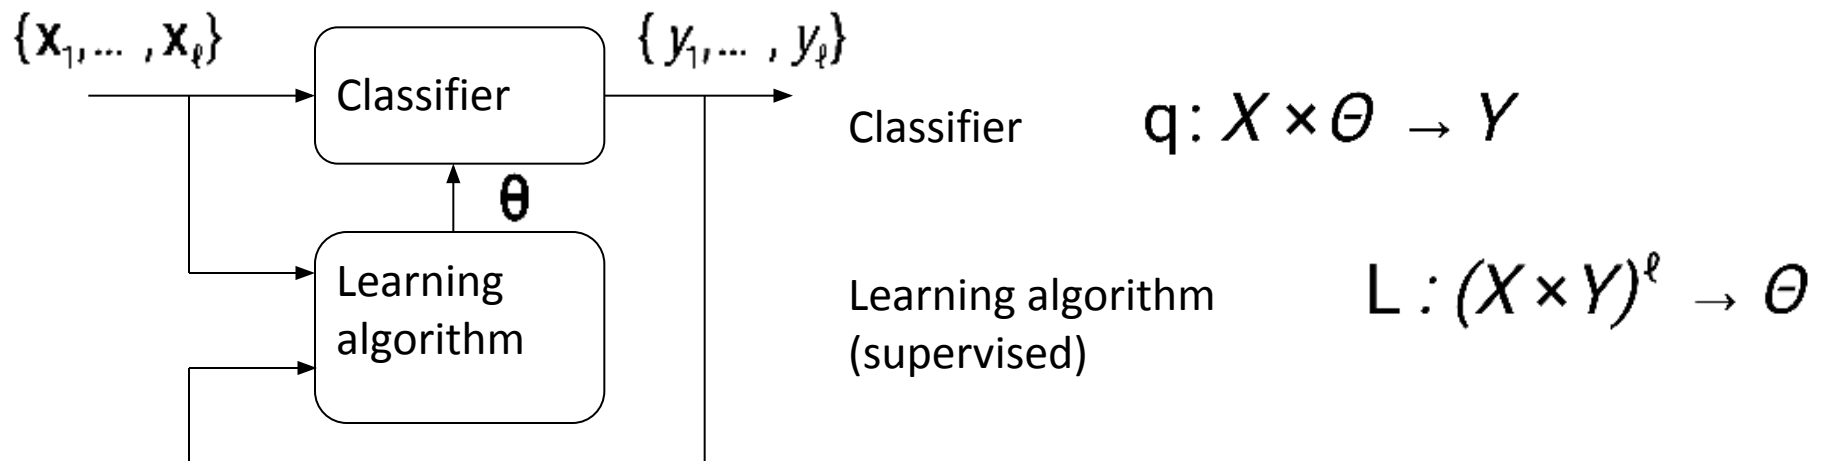 {x₁,... , xℓ}
Classifier
{ y₁,... , yℓ}
θ
Learning
algorithm
Classifier q: X × Θ → Y
Learning algorithm
(supervised)
L : (X × Y)ℓ → Θ